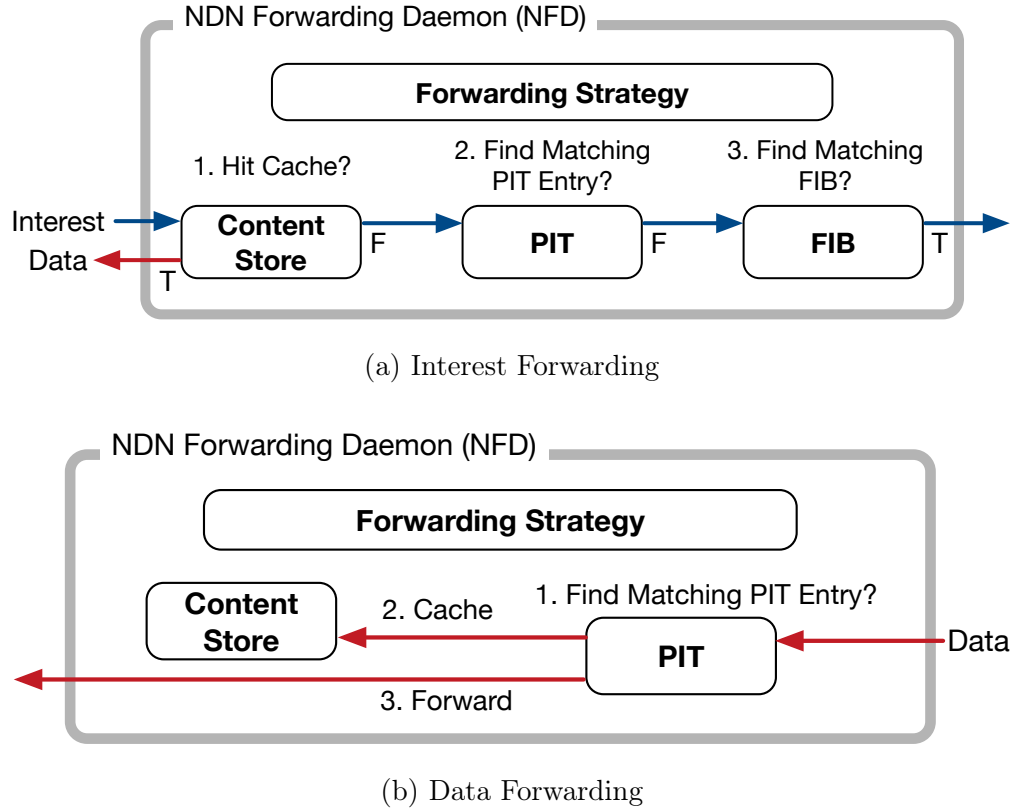 NDN Forwarding Daemon (NFD)
Forwarding Strategy
1. Hit Cache?
2. Find Matching
PIT Entry?
3. Find Matching
FIB?
Interest
Data
T
Content
Store
F
PIT
F
FIB
T
(a) Interest Forwarding
NDN Forwarding Daemon (NFD)
Forwarding Strategy
Content
Store
2. Cache
1. Find Matching PIT Entry?
PIT
Data
3. Forward
(b) Data Forwarding